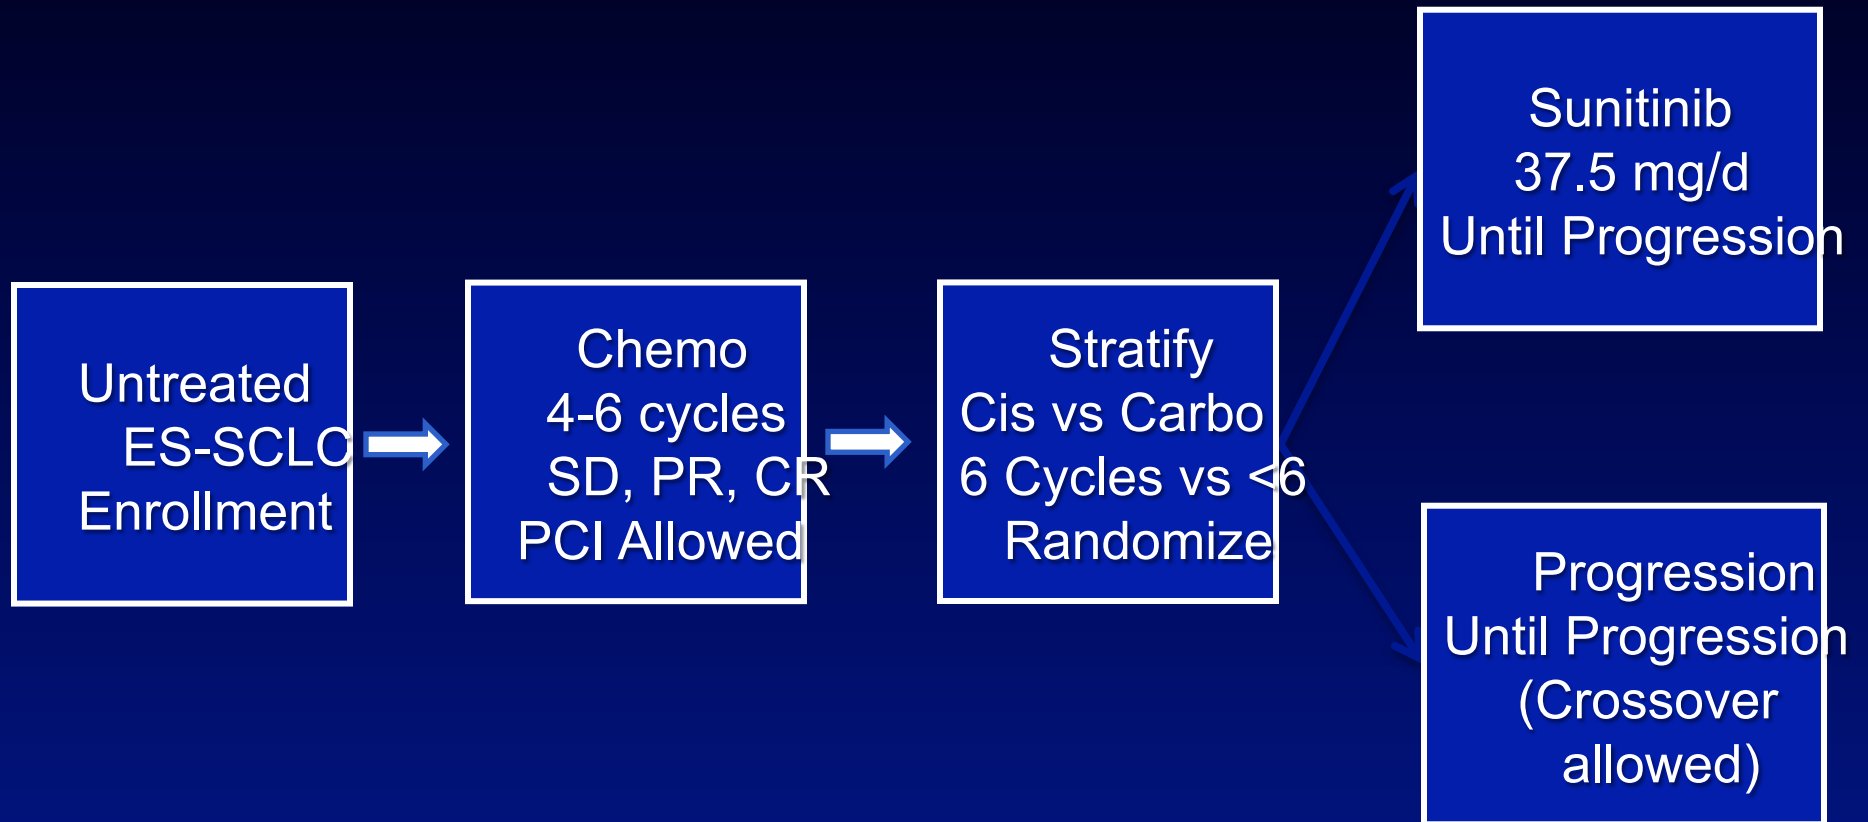 Untreated
ES-SCLC
Enrollment
Chemo
4-6 cycles
SD, PR, CR
PCI Allowed
Stratify
Cis vs Carbo
6 Cycles vs <6
Randomize
Sunitinib
37.5 mg/d
Until Progression
Progression
Until Progression
(Crossover
allowed)